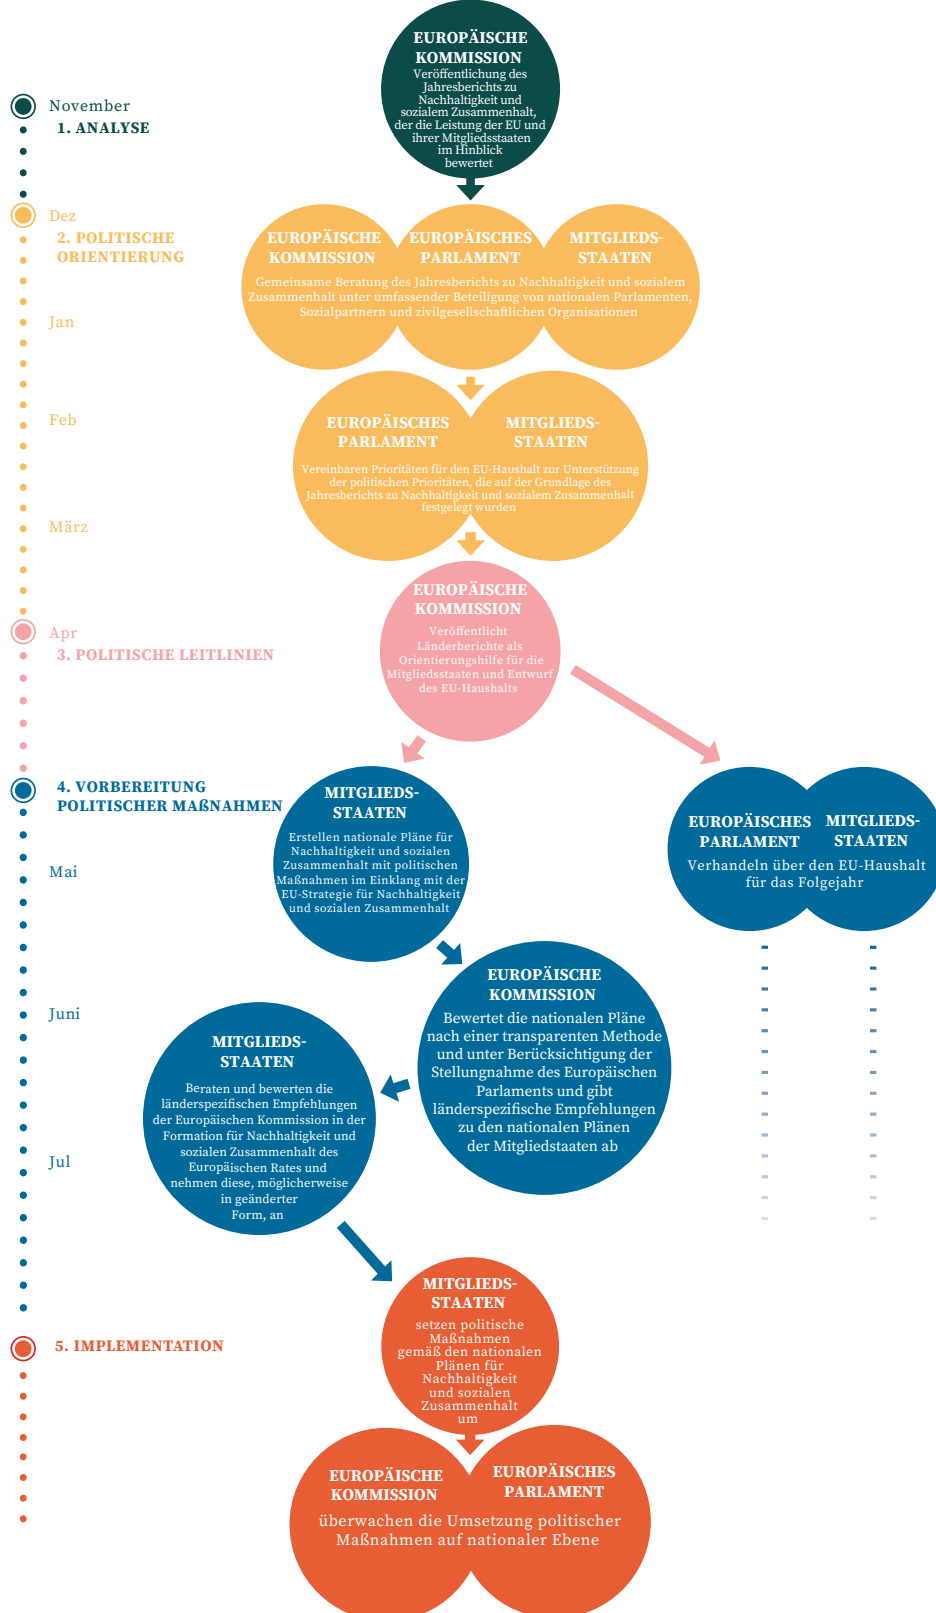 EUROPÄISCHE
KOMMISSION
Veröffentlichung des
Jahresberichts zu
Nachhaltigkeit und
sozialem Zusammenhalt,
der die Leistung der EU und
ihrer Mitgliedsstaaten
im Hinblick
bewertet
November
1. ANALYSE
Dez
2. POLITISCHE
ORIENTIERUNG
EUROPÄISCHE
KOMMISSION
EUROPÄISCHES
PARLAMENT
MITGLIEDS-
STAATEN
Gemeinsame Beratung des Jahresberichts zu Nachhaltigkeit und sozialem
Zusammenhalt unter umfassender Beteiligung von nationalen Parlamenten,
Sozialpartnern und zivilgesellschaftlichen Organisationen
Jan
Feb
EUROPÄISCHES
PARLAMENT
MITGLIEDS-
STAATEN
Vereinbaren Prioritäten für den EU-Haushalt zur Unterstützung
der politischen Prioritäten, die auf der Grundlage des
Jahresberichts zu Nachhaltigkeit und sozialem Zusammenhalt
festgelegt wurden
März
EUROPÄISCHE
KOMMISSION
Veröffentlicht
Länderberichte als
Orientierungshilfe für die
Mitgliedsstaaten und Entwurf
des EU-Haushalts
Apr
3. POLITISCHE LEITLINIEN
4. VORBEREITUNG
POLITISCHER MAßNAHMEN
MITGLIEDS-
STAATEN
Erstellen nationale Pläne für
Nachhaltigkeit und sozialen
Zusammenhalt mit politischen
Maßnahmen im Einklang mit der
EU-Strategie für Nachhaltigkeit
und sozialen Zusammenhalt
EUROPÄISCHES
PARLAMENT
MITGLIEDS-
STAATEN
Verhandeln über den EU-Haushalt
für das Folgejahr
Mai
EUROPÄISCHE
KOMMISSION
Bewertet die nationalen Pläne
nach einer transparenten Methode
und unter Berücksichtigung der
Stellungnahme des Europäischen
Parlaments und gibt
länderspezifische Empfehlungen
zu den nationalen Plänen
der Mitgliedstaaten ab
Juni
MITGLIEDS-
STAATEN
Beraten und bewerten die
länderspezifischen Empfehlungen
der Europäischen Kommission in der
Formation für Nachhaltigkeit und
sozialen Zusammenhalt des
Europäischen Rates und
nehmen diese, möglicherweise
in geänderter
Form, an
Jul
MITGLIEDS-
STAATEN
setzen politische
Maßnahmen
gemäß den nationalen
Plänen für
Nachhaltigkeit
und sozialen
Zusammenhalt
um
5. IMPLEMENTATION
EUROPÄISCHE
KOMMISSION
EUROPÄISCHES
PARLAMENT
überwachen die Umsetzung politischer
Maßnahmen auf nationaler Ebene